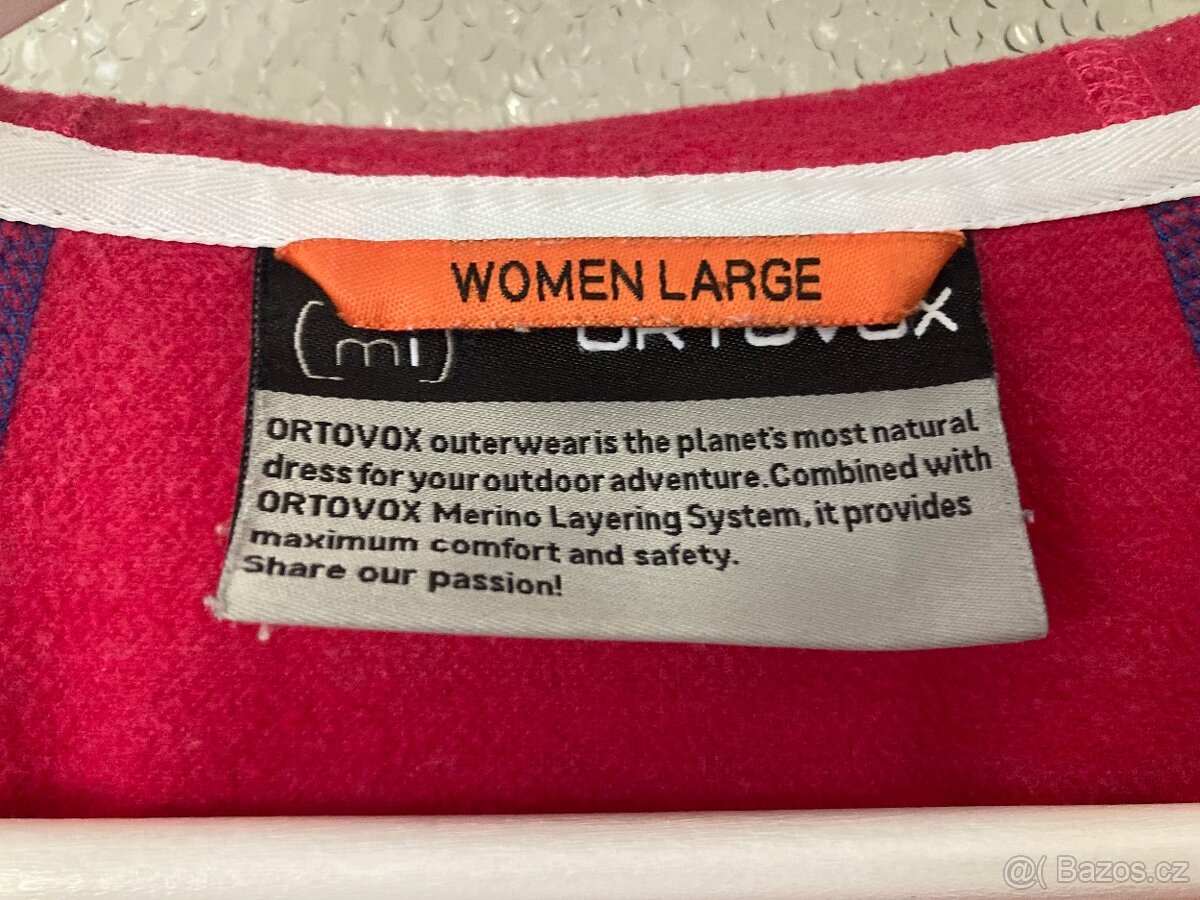 WOMEN LARGE
(mi) ORTOVOX
ORTOVOX outerwear is the planet's most natural
dress for your outdoor adventure. Combined with
ORTOVOX Merino Layering System, it provides
maximum comfort and safety.
Share our passion!
@( Bazos.cz